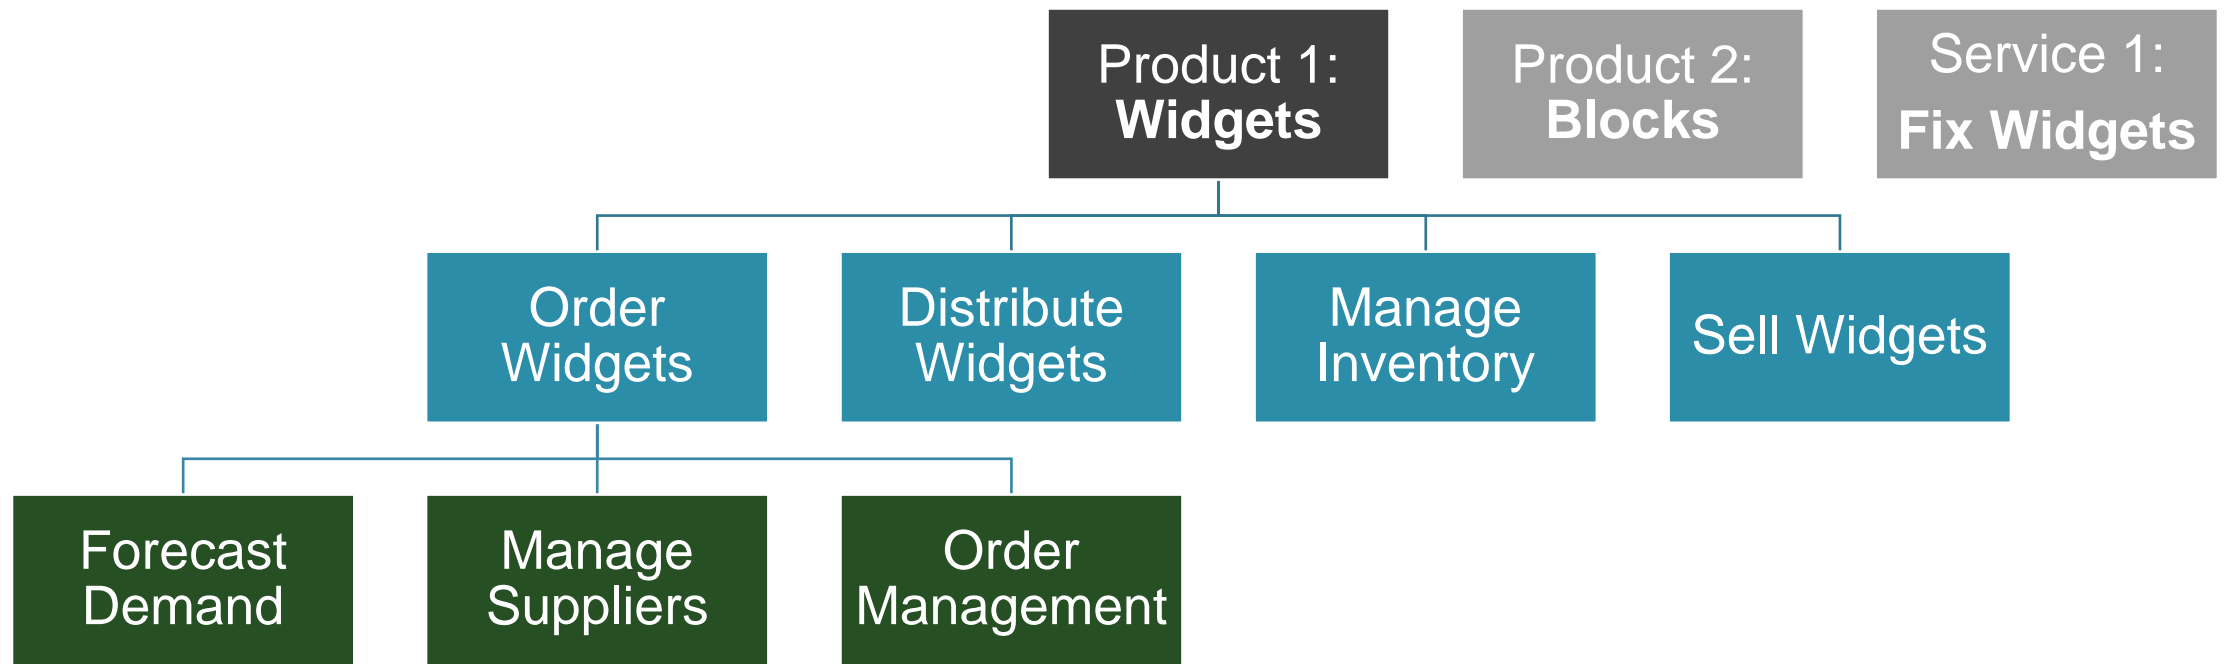 Product 1:
Widgets
Product 2:
Blocks
Service 1:
Fix Widgets
Order
Widgets
Distribute
Widgets
Manage
Inventory
Sell Widgets
Forecast
Demand
Manage
Suppliers
Order
Management